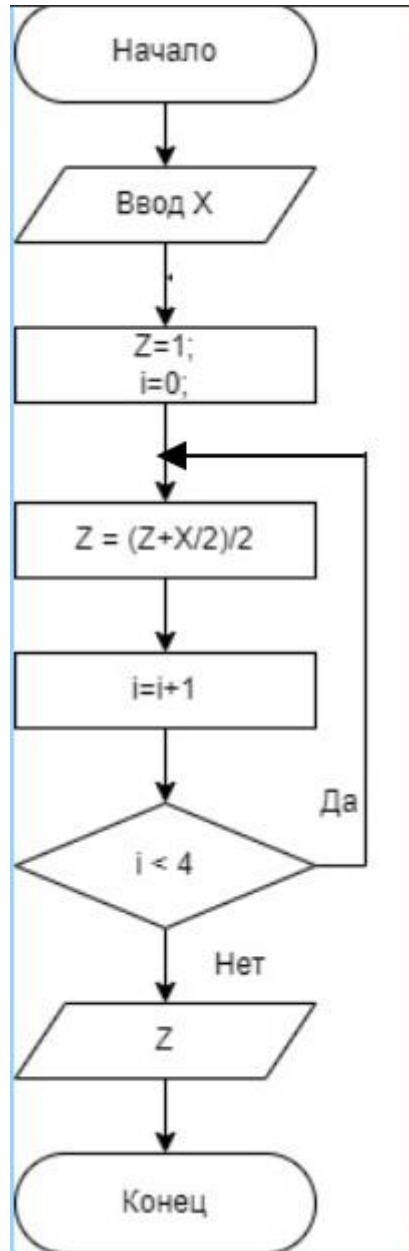 Начало
Ввод X
Z=1;
i=0;
Z = (Z+X/2)/2
i=i+1
Да
i < 4
Нет
Z
Конец